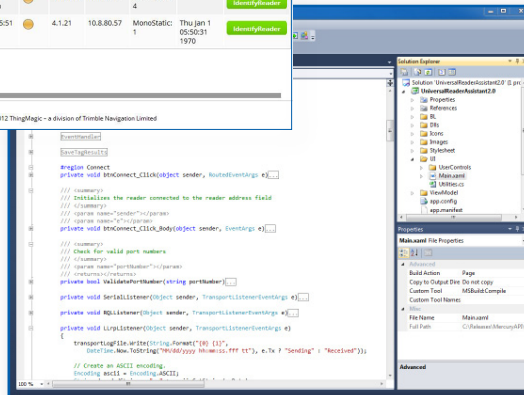 4
IdentifyReader
5:51 4.1.21 10.8.80.57 MonoStatic: 1 Thu Jan 1 05:50:31 1970 IdentifyReader
12 ThingMagic – a division of Trimble Navigation Limited
EventHandler
SaveTagResults
#region Connect
private void btnConnect_Click(object sender, RoutedEventArgs e)...
/// <summary>
/// Initializes the reader connected to the reader address field
/// </summary>
/// <param name="sender"></param>
/// <param name="e"></param>
private void btnConnect_Click_Body(object sender, EventArgs e)...
/// <summary>
/// Check for valid port numbers
/// </summary>
/// <param name="portNumber"></param>
/// <returns></returns>
private bool ValidatePortNumber(string portNumber)...
private void SerialListener(Object sender, TransportListenerEventArgs e)...
private void RQLListener(Object sender, TransportListenerEventArgs e)...
private void LLrpListener(Object sender, TransportListenerEventArgs e)
{
transportLogFile.Write(String.Format("{0} {1}",
DateTime.Now.ToString("MM/dd/yyyy hh:mm:ss.fff tt"), e.Tx ? "Sending" : "Received"));
// Create an ASCII encoding.
Encoding ascii = Encoding.ASCII;
100 %
Solution Explorer
Solution 'UniversalReaderAssistant2.0'
UniversalReaderAssistant2.0
Properties
References
BL
Dlls
Icons
Images
Stylesheet
UI
UserControls
Main.xaml
Utilities.cs
ViewModel
app.config
app.manifest
Properties
Main.xaml File Properties
Advanced
Build Action Page
Copy to Output Dire Do not copy
Custom Tool MSBuild:Compile
Custom Tool Names
Misc
File Name Main.xaml
Full Path C:\Releases\MercuryAPI
Advanced